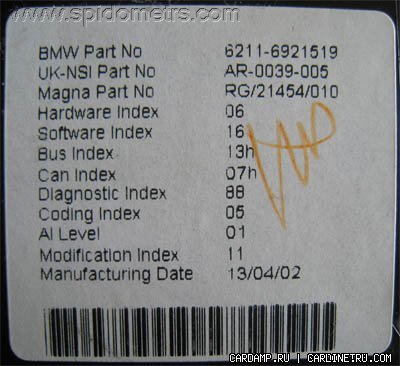 www.spidometrs.com
BMW Part No 6211-6921519
UK-NSI Part No AR-0039-005
Magna Part No RG/21454/010
Hardware Index 06
Software Index 16
Bus Index 13h
Can Index 07h
Diagnostic Index 88
Coding Index 05
AI Level 01
Modification Index 11
Manufacturing Date 13/04/02
CARDAMP.RU | CARDINETRU.COM